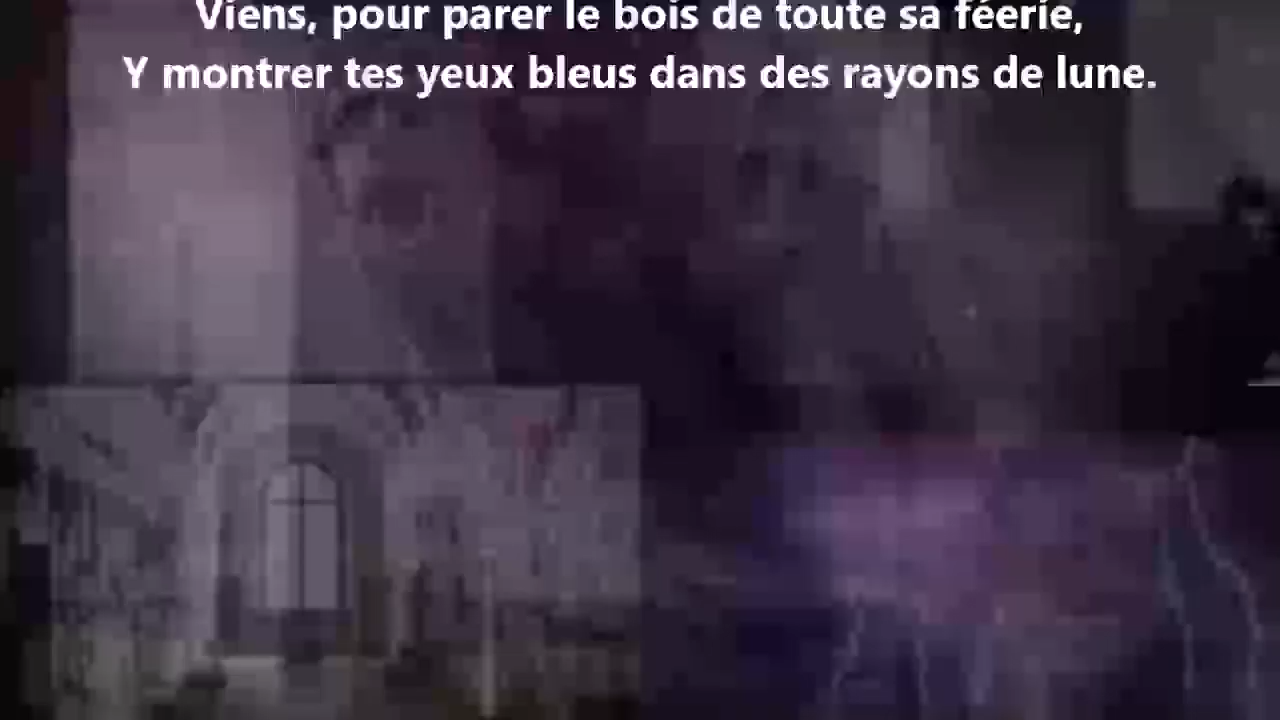 Viens, pour parer le bois de toute sa féerie,
Y montrer tes yeux bleus dans des rayons de lune.